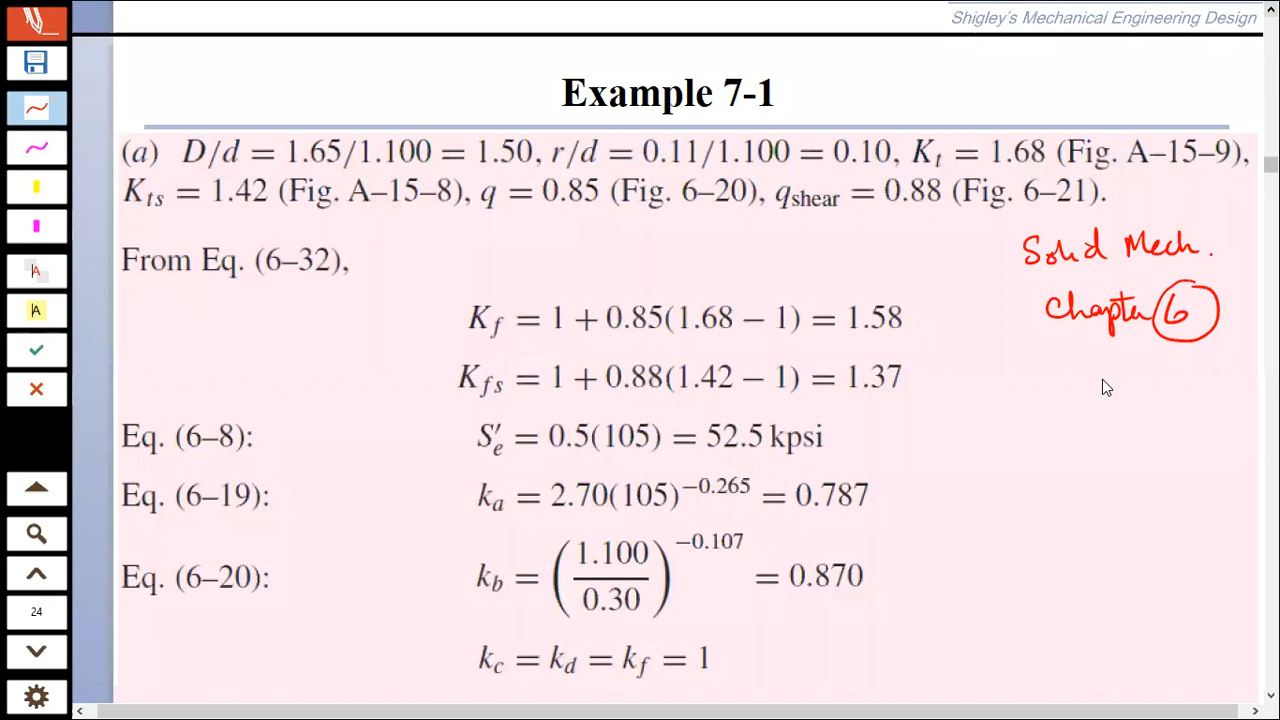 Shigley's Mechanical Engineering Design
Example 7-1
(a) D/d = 1.65/1.100 = 1.50, r/d = 0.11/1.100 = 0.10, Kₜ = 1.68 (Fig. A–15–9),
Kₜₛ = 1.42 (Fig. A–15–8), q = 0.85 (Fig. 6–20), q_shear = 0.88 (Fig. 6–21).
Solid Mech.
From Eq. (6–32),
Chapter 6
K_f = 1 + 0.85(1.68 − 1) = 1.58
K_fs = 1 + 0.88(1.42 − 1) = 1.37
Eq. (6–8): S′ₑ = 0.5(105) = 52.5 kpsi
Eq. (6–19): kₐ = 2.70(105)^−0.265 = 0.787
Eq. (6–20): k_b = (1.100/0.30)^−0.107 = 0.870
k_c = k_d = k_f = 1
A
A
24